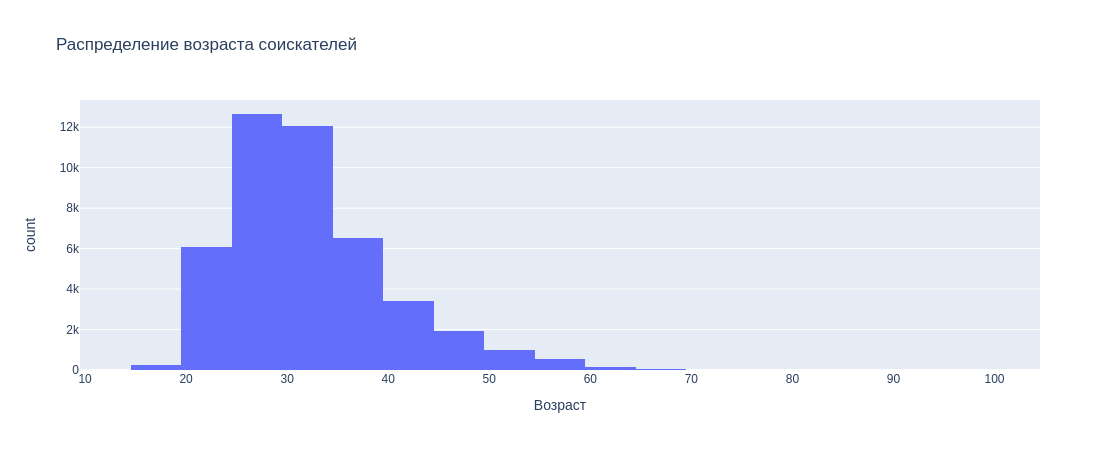 Распределение возраста соискателей
12k
10k
8k
6k
4k
2k
0
10 20 30 40 50 60 70 80 90 100
count
Возраст